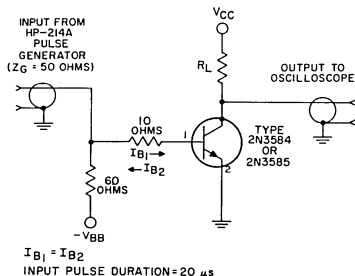 INPUT FROM
HP-214A
PULSE
GENERATOR
(ZG = 50 OHMS)
VCC
RL
OUTPUT TO
OSCILLOSCOPE
10
OHMS
1
IB1
IB2
TYPE
2N3584
OR
2N3585
2
60
OHMS
-VBB
IB1 = IB2
INPUT PULSE DURATION = 20 μs